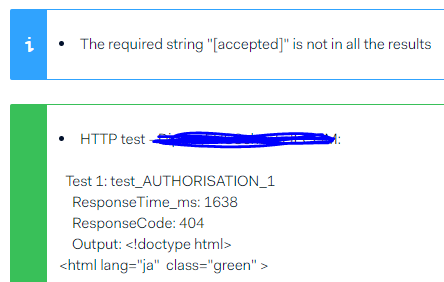 i
• The required string "[accepted]" is not in all the results
• HTTP test - M:
Test 1: test_AUTHORISATION_1
ResponseTime_ms: 1638
ResponseCode: 404
Output: <!doctype html>
<html lang="ja" class="green" >